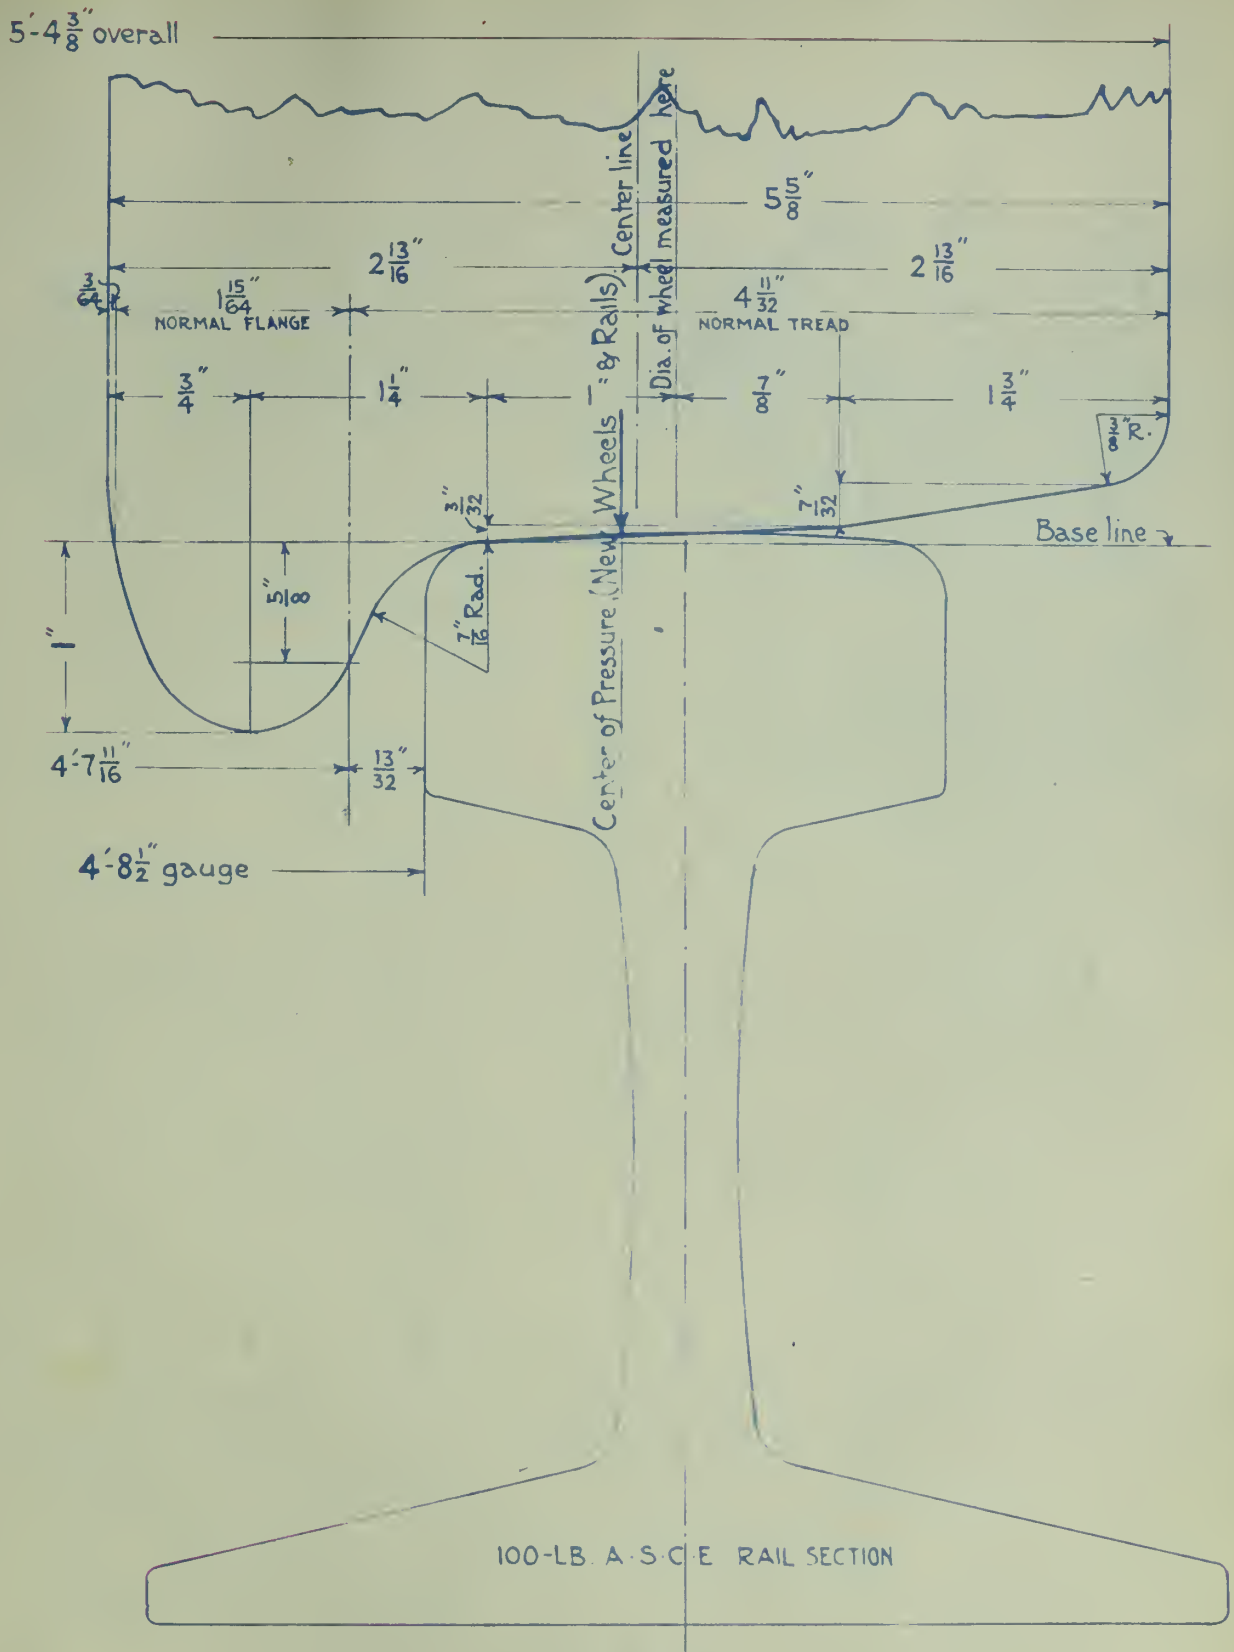 5'-4 3/8" overall
5 5/8"
2 13/16"
2 13/16"
3/64
1 15/64"
NORMAL FLANGE
4 11/32"
NORMAL TREAD
3/4"
1 1/4"
7/8"
1 3/4"
3/8" R.
Center line
Dia. of wheel measured here
Center of Pressure (New Wheels & Rails)
3/32"
7/32"
Base line
1"
5/8"
7/16" Rad.
4'-7 11/16"
13/32"
4'-8 1/2" gauge
100-LB. A·S·C·E RAIL SECTION